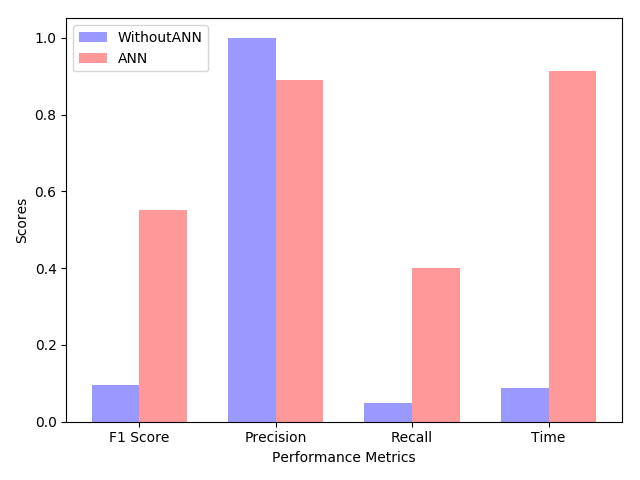 WithoutANN
ANN
1.0
0.8
0.6
0.4
0.2
0.0
Scores
F1 Score Precision Recall Time
Performance Metrics